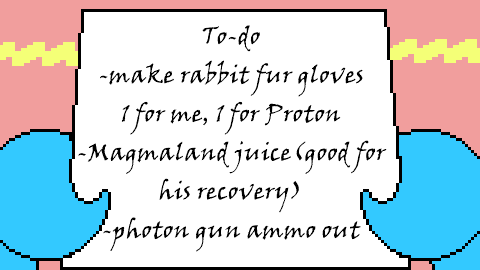 To-do
-make rabbit fur gloves
1 for me, 1 for Proton
-Magmaland juice (good for
his recovery)
-photon gun ammo out